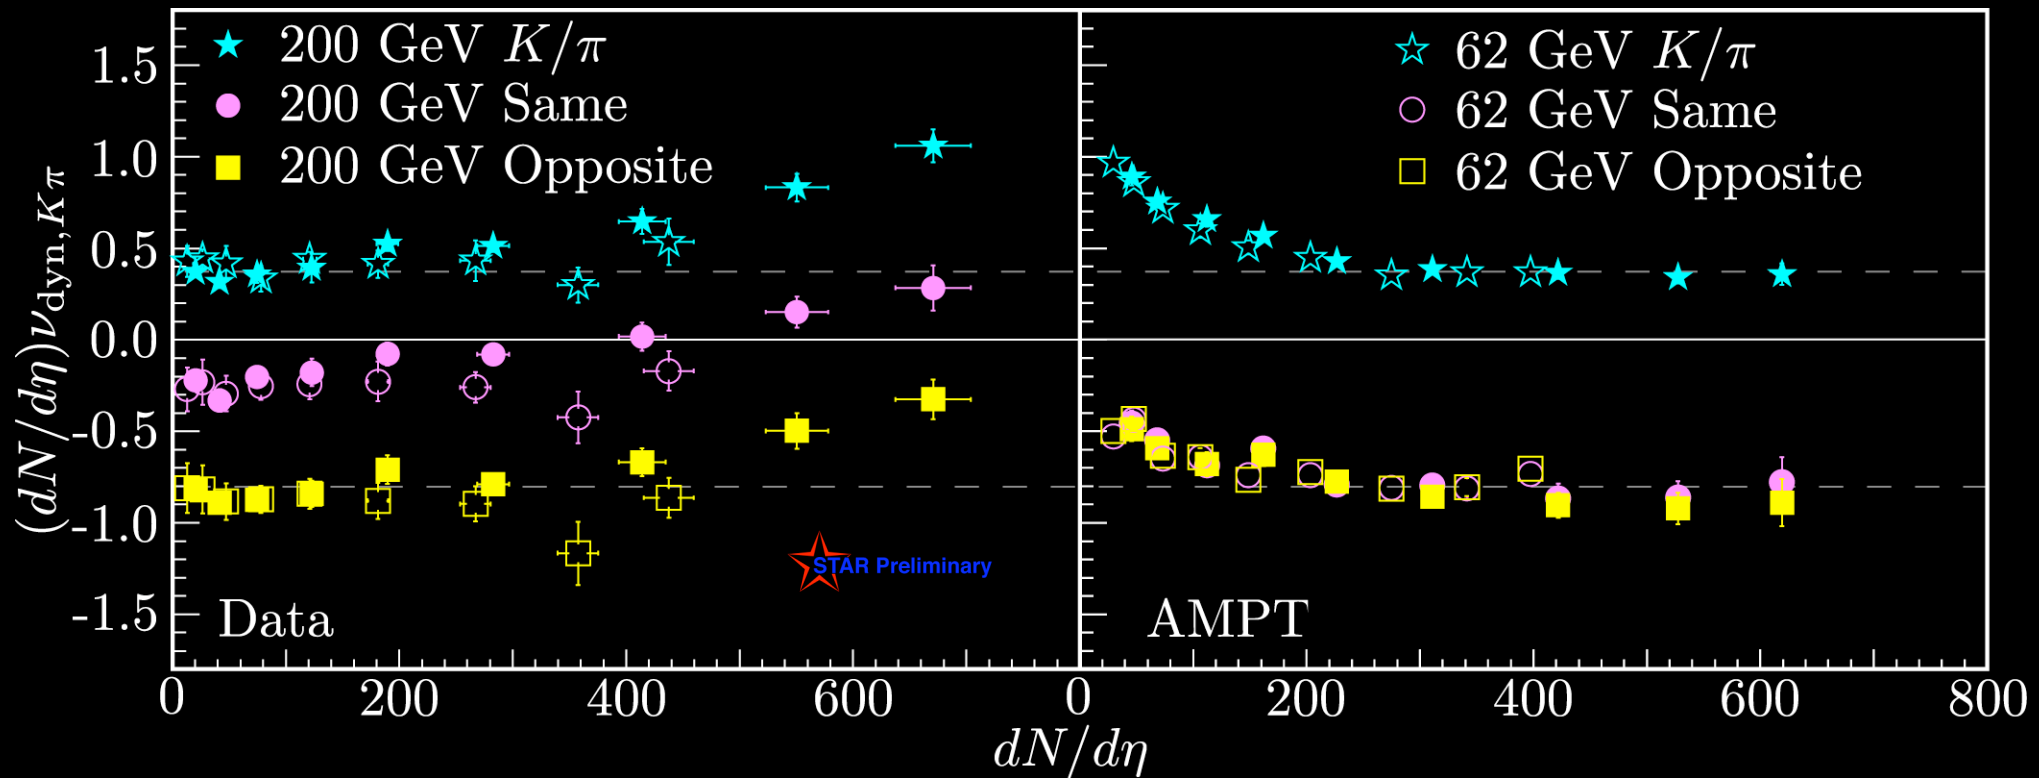 200 GeV K/π
200 GeV Same
200 GeV Opposite
62 GeV K/π
62 GeV Same
62 GeV Opposite
(dN/dη)ν_dyn,Kπ
1.5
1.0
0.5
0.0
-0.5
-1.0
-1.5
STAR Preliminary
Data
AMPT
0 200 400 600 0 200 400 600 800
dN/dη